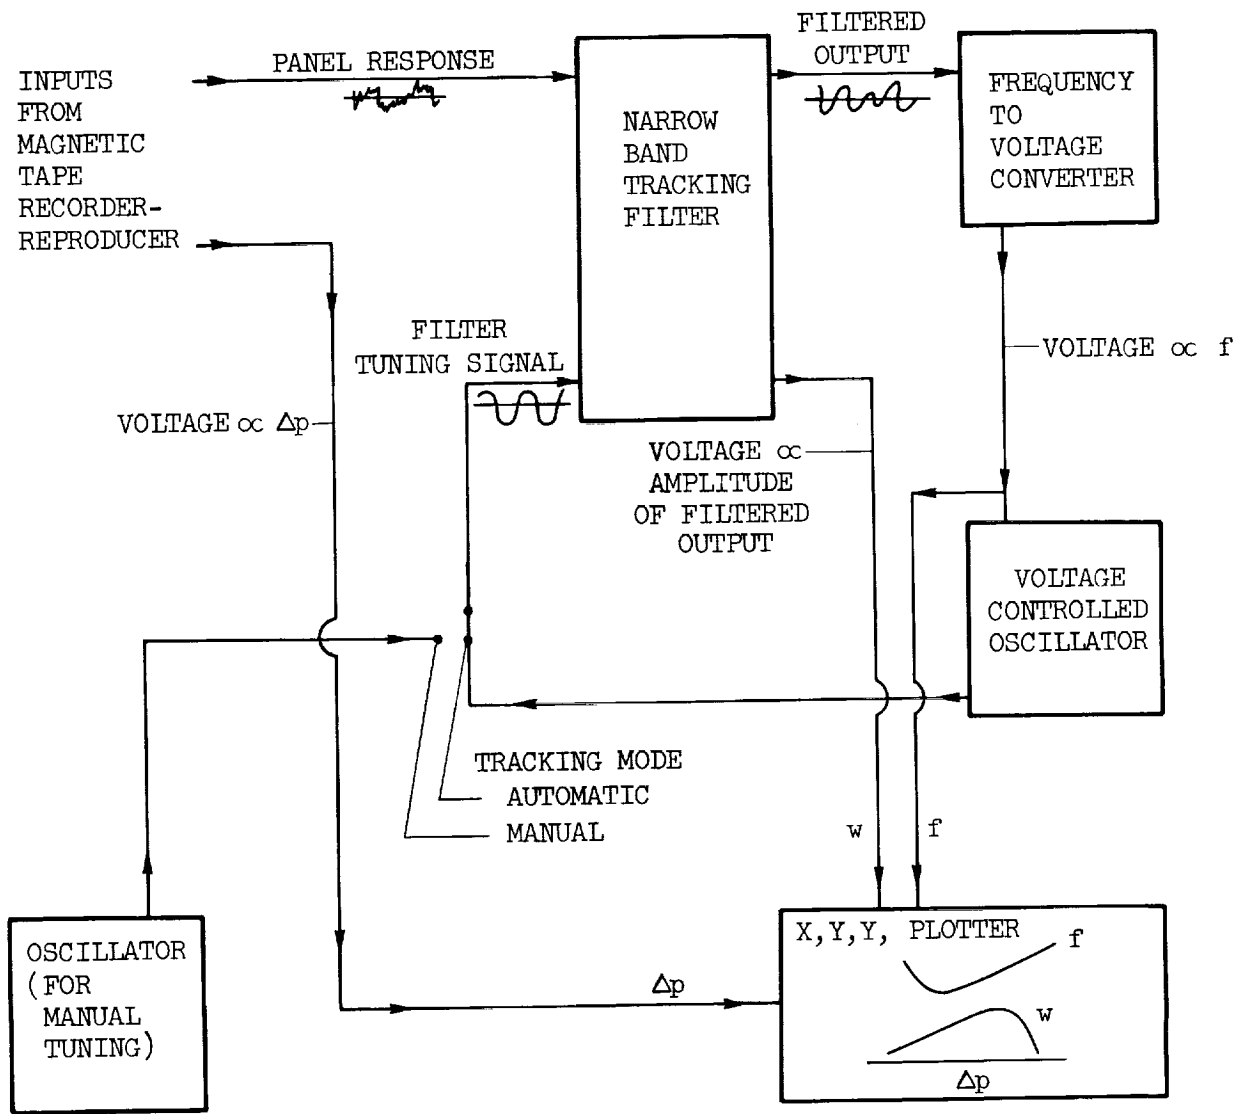 INPUTS
FROM
MAGNETIC
TAPE
RECORDER-
REPRODUCER
PANEL RESPONSE
NARROW
BAND
TRACKING
FILTER
FILTERED
OUTPUT
FREQUENCY
TO
VOLTAGE
CONVERTER
VOLTAGE ∝ f
FILTER
TUNING SIGNAL
VOLTAGE ∝ Δp
VOLTAGE ∝
AMPLITUDE
OF FILTERED
OUTPUT
VOLTAGE
CONTROLLED
OSCILLATOR
TRACKING MODE
AUTOMATIC
MANUAL
w
f
OSCILLATOR
(FOR
MANUAL
TUNING)
Δp
X,Y,Y, PLOTTER
f
w
Δp